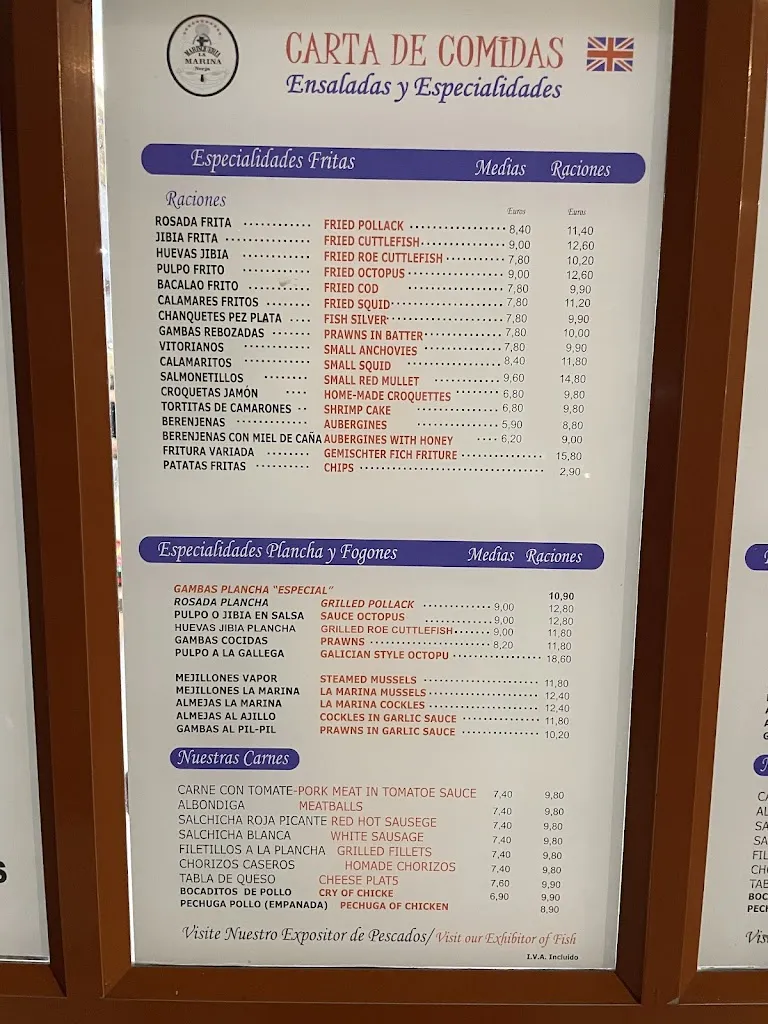 MARISQUERIA
LA
MARINA
Nerja
CARTA DE COMIDAS
Ensaladas y Especialidades
Especialidades Fritas Medias Raciones
Raciones Euros Euros
ROSADA FRITA FRIED POLLACK 8,40 11,40
JIBIA FRITA FRIED CUTTLEFISH 9,00 12,60
HUEVAS JIBIA FRIED ROE CUTTLEFISH 7,80 10,20
PULPO FRITO FRIED OCTOPUS 9,00 12,60
BACALAO FRITO FRIED COD 7,80 9,90
CALAMARES FRITOS FRIED SQUID 7,80 11,20
CHANQUETES PEZ PLATA FISH SILVER 7,80 9,90
GAMBAS REBOZADAS PRAWNS IN BATTER 7,80 10,00
VITORIANOS SMALL ANCHOVIES 7,80 9,90
CALAMARITOS SMALL SQUID 8,40 11,80
SALMONETILLOS SMALL RED MULLET 9,60 14,80
CROQUETAS JAMÓN HOME-MADE CROQUETTES 6,80 9,80
TORTITAS DE CAMARONES SHRIMP CAKE 6,80 9,80
BERENJENAS AUBERGINES 5,90 8,80
BERENJENAS CON MIEL DE CAÑA AUBERGINES WITH HONEY 6,20 9,00
FRITURA VARIADA GEMISCHTER FICH FRITURE 15,80
PATATAS FRITAS CHIPS 2,90
Especialidades Plancha y Fogones Medias Raciones
GAMBAS PLANCHA "ESPECIAL" 10,90
ROSADA PLANCHA GRILLED POLLACK 9,00 12,80
PULPO O JIBIA EN SALSA SAUCE OCTOPUS 9,00 12,80
HUEVAS JIBIA PLANCHA GRILLED ROE CUTTLEFISH 9,00 11,80
GAMBAS COCIDAS PRAWNS 8,20 11,80
PULPO A LA GALLEGA GALICIAN STYLE OCTOPU 18,60
MEJILLONES VAPOR STEAMED MUSSELS 11,80
MEJILLONES LA MARINA LA MARINA MUSSELS 12,40
ALMEJAS LA MARINA LA MARINA COCKLES 12,40
ALMEJAS AL AJILLO COCKLES IN GARLIC SAUCE 11,80
GAMBAS AL PIL-PIL PRAWNS IN GARLIC SAUCE 10,20
Nuestras Carnes
CARNE CON TOMATE-PORK MEAT IN TOMATOE SAUCE 7,40 9,80
ALBONDIGA MEATBALLS 7,40 9,80
SALCHICHA ROJA PICANTE RED HOT SAUSEGE 7,40 9,80
SALCHICHA BLANCA WHITE SAUSAGE 7,40 9,80
FILETILLOS A LA PLANCHA GRILLED FILLETS 7,40 9,80
CHORIZOS CASEROS HOMADE CHORIZOS 7,40 9,80
TABLA DE QUESO CHEESE PLAT5 7,60 9,90
BOCADITOS DE POLLO CRY OF CHICKE 6,90 9,90
PECHUGA POLLO (EMPANADA) PECHUGA OF CHICKEN 8,90
Visite Nuestro Expositor de Pescados/ Visit our Exhibitor of Fish
I.V.A. Incluido